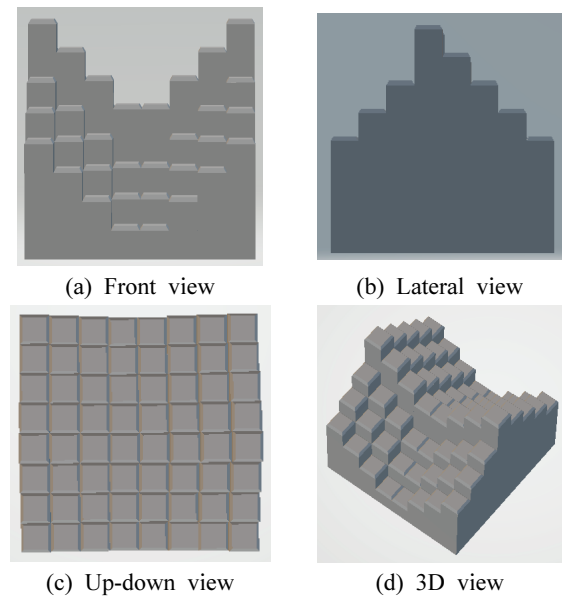 (a) Front view
(b) Lateral view
(c) Up-down view
(d) 3D view